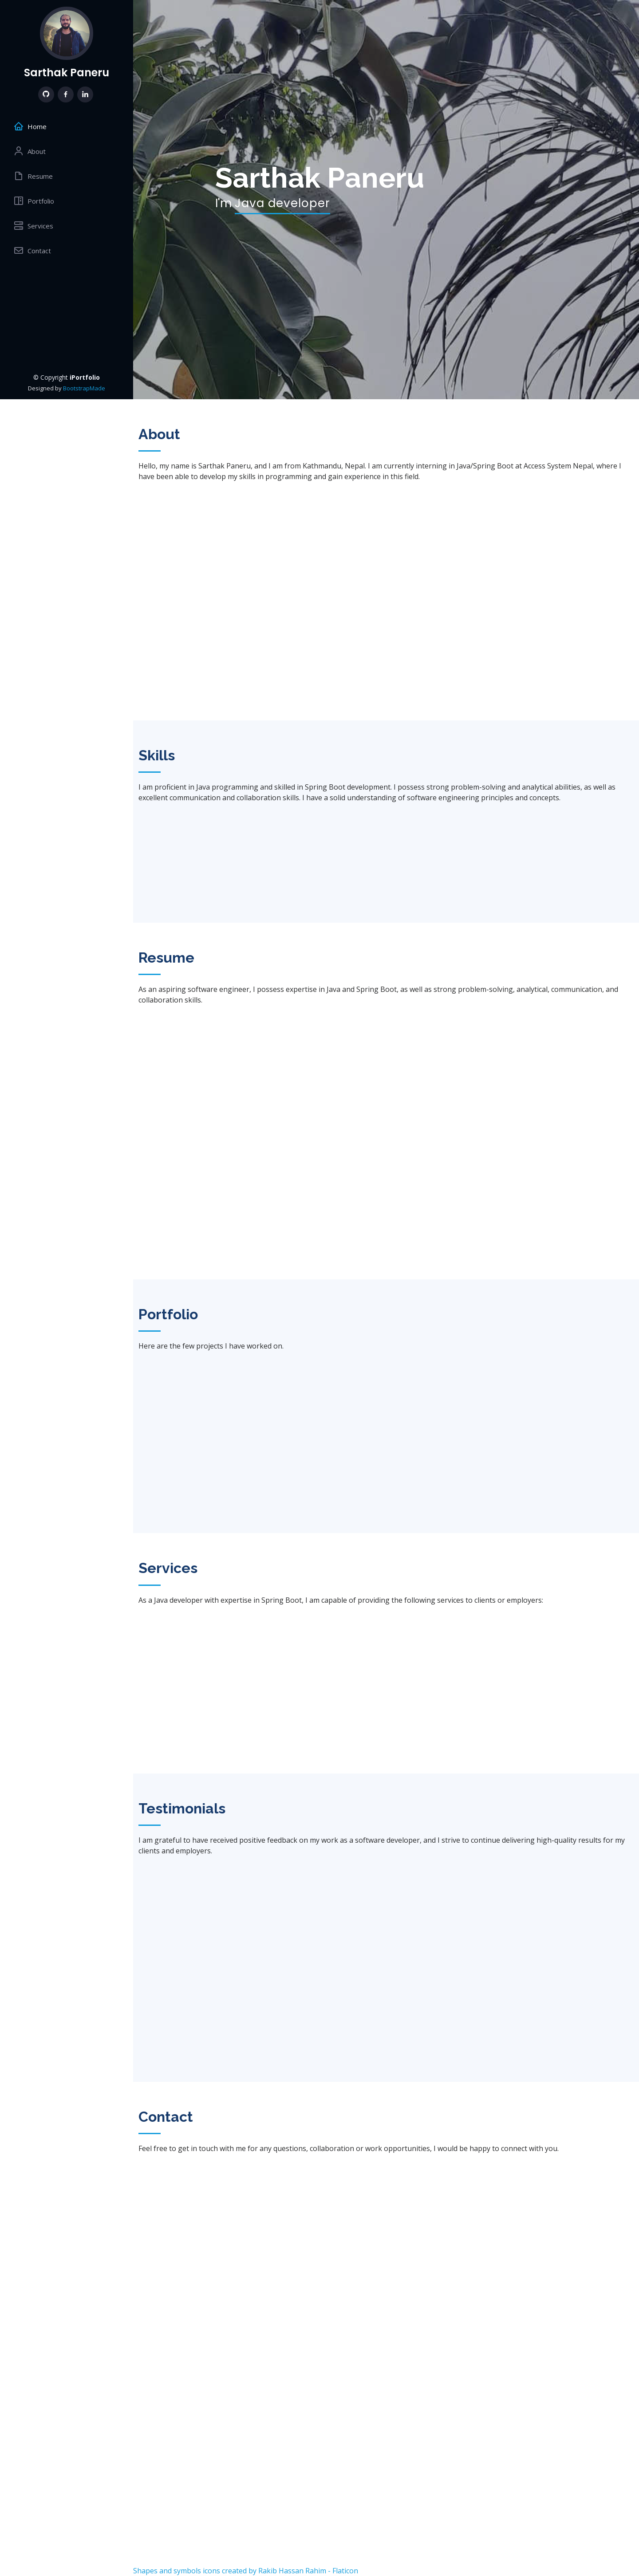 Sarthak Paneru
Home
About
Resume
Portfolio
Services
Contact
© Copyright iPortfolio
Designed by BootstrapMade
Sarthak Paneru
I'm Java developer
About
Hello, my name is Sarthak Paneru, and I am from Kathmandu, Nepal. I am currently interning in Java/Spring Boot at Access System Nepal, where I
have been able to develop my skills in programming and gain experience in this field.
Skills
I am proficient in Java programming and skilled in Spring Boot development. I possess strong problem-solving and analytical abilities, as well as
excellent communication and collaboration skills. I have a solid understanding of software engineering principles and concepts.
Resume
As an aspiring software engineer, I possess expertise in Java and Spring Boot, as well as strong problem-solving, analytical, communication, and
collaboration skills.
Portfolio
Here are the few projects I have worked on.
Services
As a Java developer with expertise in Spring Boot, I am capable of providing the following services to clients or employers:
Testimonials
I am grateful to have received positive feedback on my work as a software developer, and I strive to continue delivering high-quality results for my
clients and employers.
Contact
Feel free to get in touch with me for any questions, collaboration or work opportunities, I would be happy to connect with you.
Shapes and symbols icons created by Rakib Hassan Rahim - Flaticon